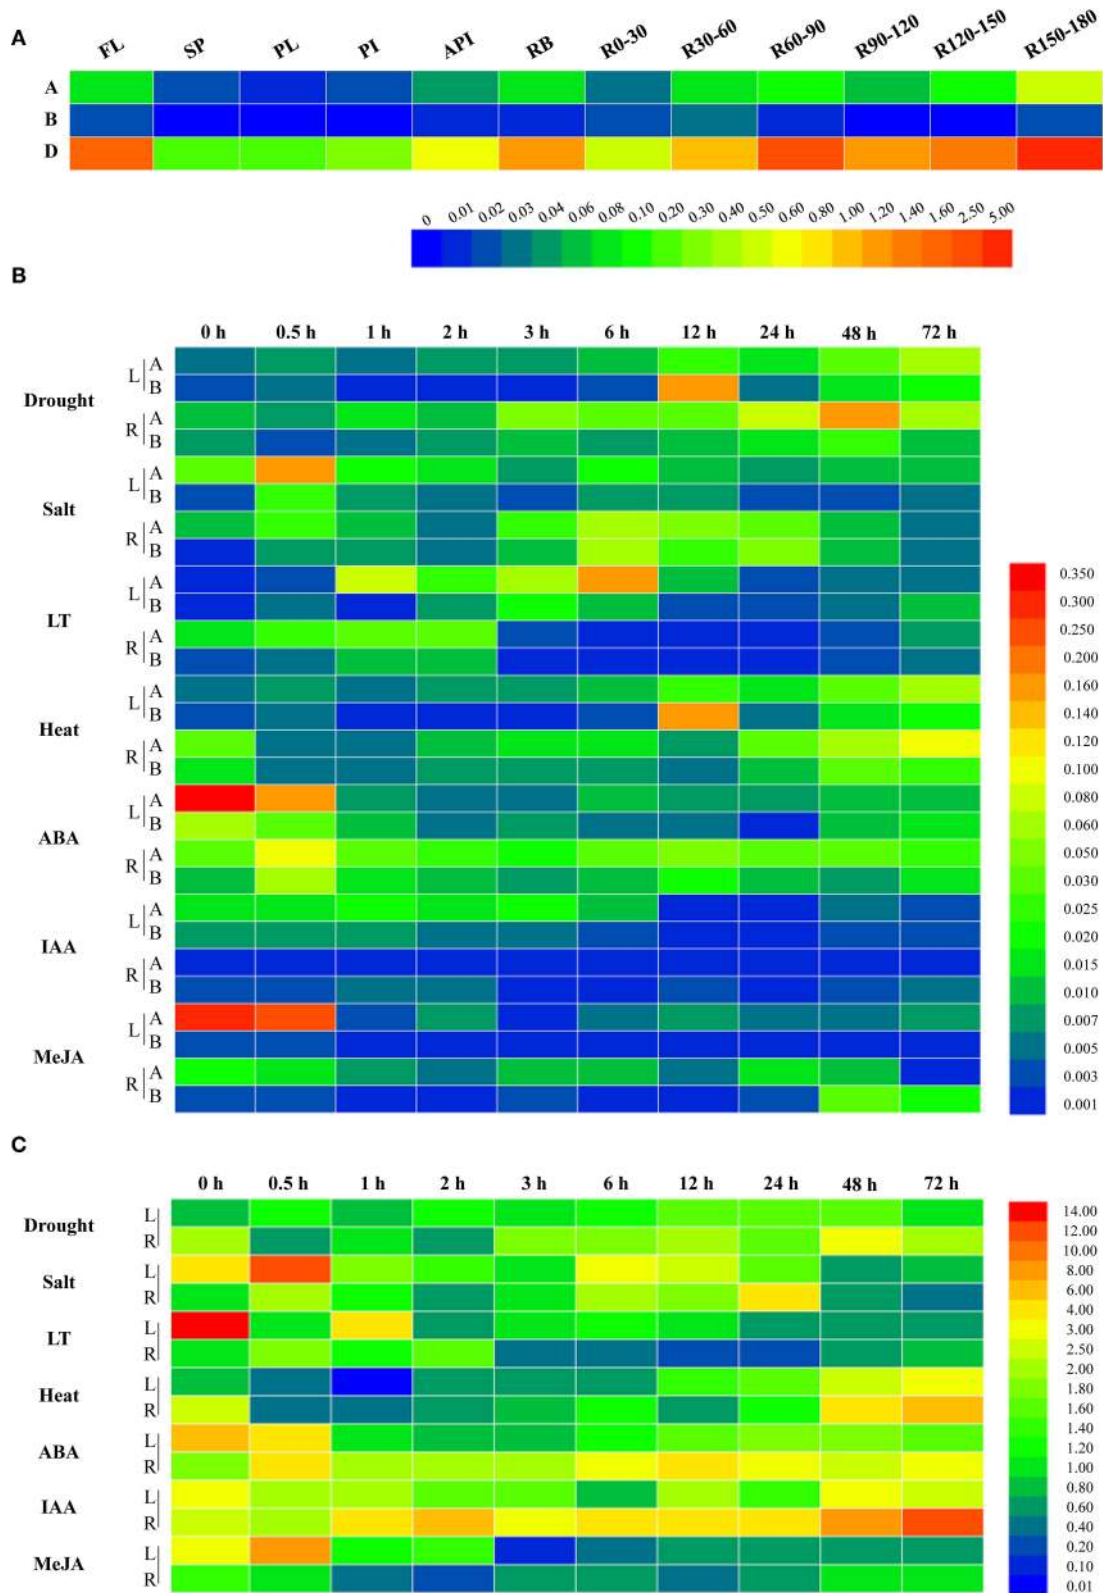 A
FL SP PL PI API RB R0-30 R30-60 R60-90 R90-120 R120-150 R150-180
A
B
D
0 0.01 0.02 0.03 0.04 0.06 0.08 0.10 0.20 0.30 0.40 0.50 0.60 0.80 1.00 1.20 1.40 1.60 2.50 5.00
B
0 h 0.5 h 1 h 2 h 3 h 6 h 12 h 24 h 48 h 72 h
Drought
L A
B
R A
B
Salt
L A
B
R A
B
LT
L A
B
R A
B
Heat
L A
B
R A
B
ABA
L A
B
R A
B
IAA
L A
B
R A
B
MeJA
L A
B
R A
B
0.350
0.300
0.250
0.200
0.160
0.140
0.120
0.100
0.080
0.060
0.050
0.030
0.025
0.020
0.015
0.010
0.007
0.005
0.003
0.001
C
0 h 0.5 h 1 h 2 h 3 h 6 h 12 h 24 h 48 h 72 h
Drought
L
R
Salt
L
R
LT
L
R
Heat
L
R
ABA
L
R
IAA
L
R
MeJA
L
R
14.00
12.00
10.00
8.00
6.00
4.00
3.00
2.50
2.00
1.80
1.60
1.40
1.20
1.00
0.80
0.60
0.40
0.20
0.10
0.01